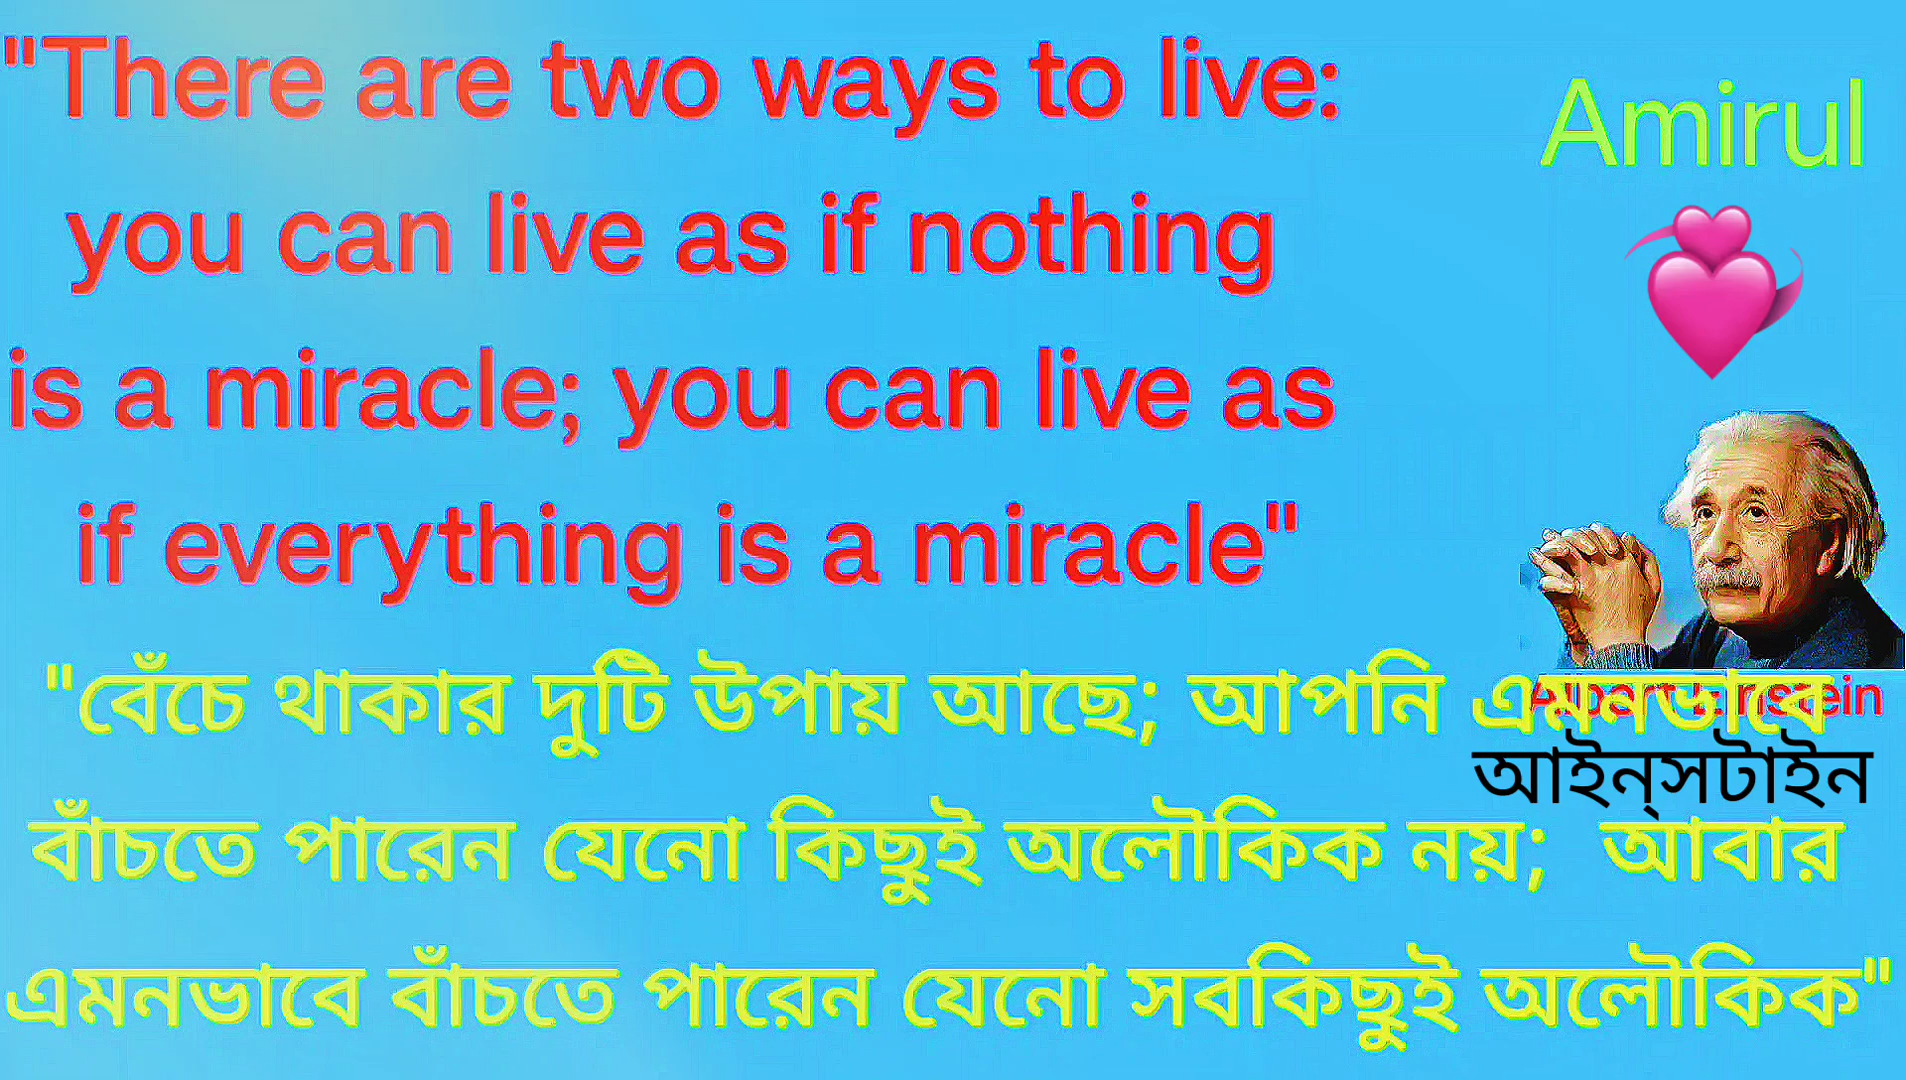 "There are two ways to live:
you can live as if nothing
is a miracle; you can live as
if everything is a miracle"
Amirul
"বেঁচে থাকার দুটি উপায় আছে; আপনি এমনভাবে
Albert Einstein
আইন্সটাইন
বাঁচতে পারেন যেনো কিছুই অলৌকিক নয়; আবার
এমনভাবে বাঁচতে পারেন যেনো সবকিছুই অলৌকিক"